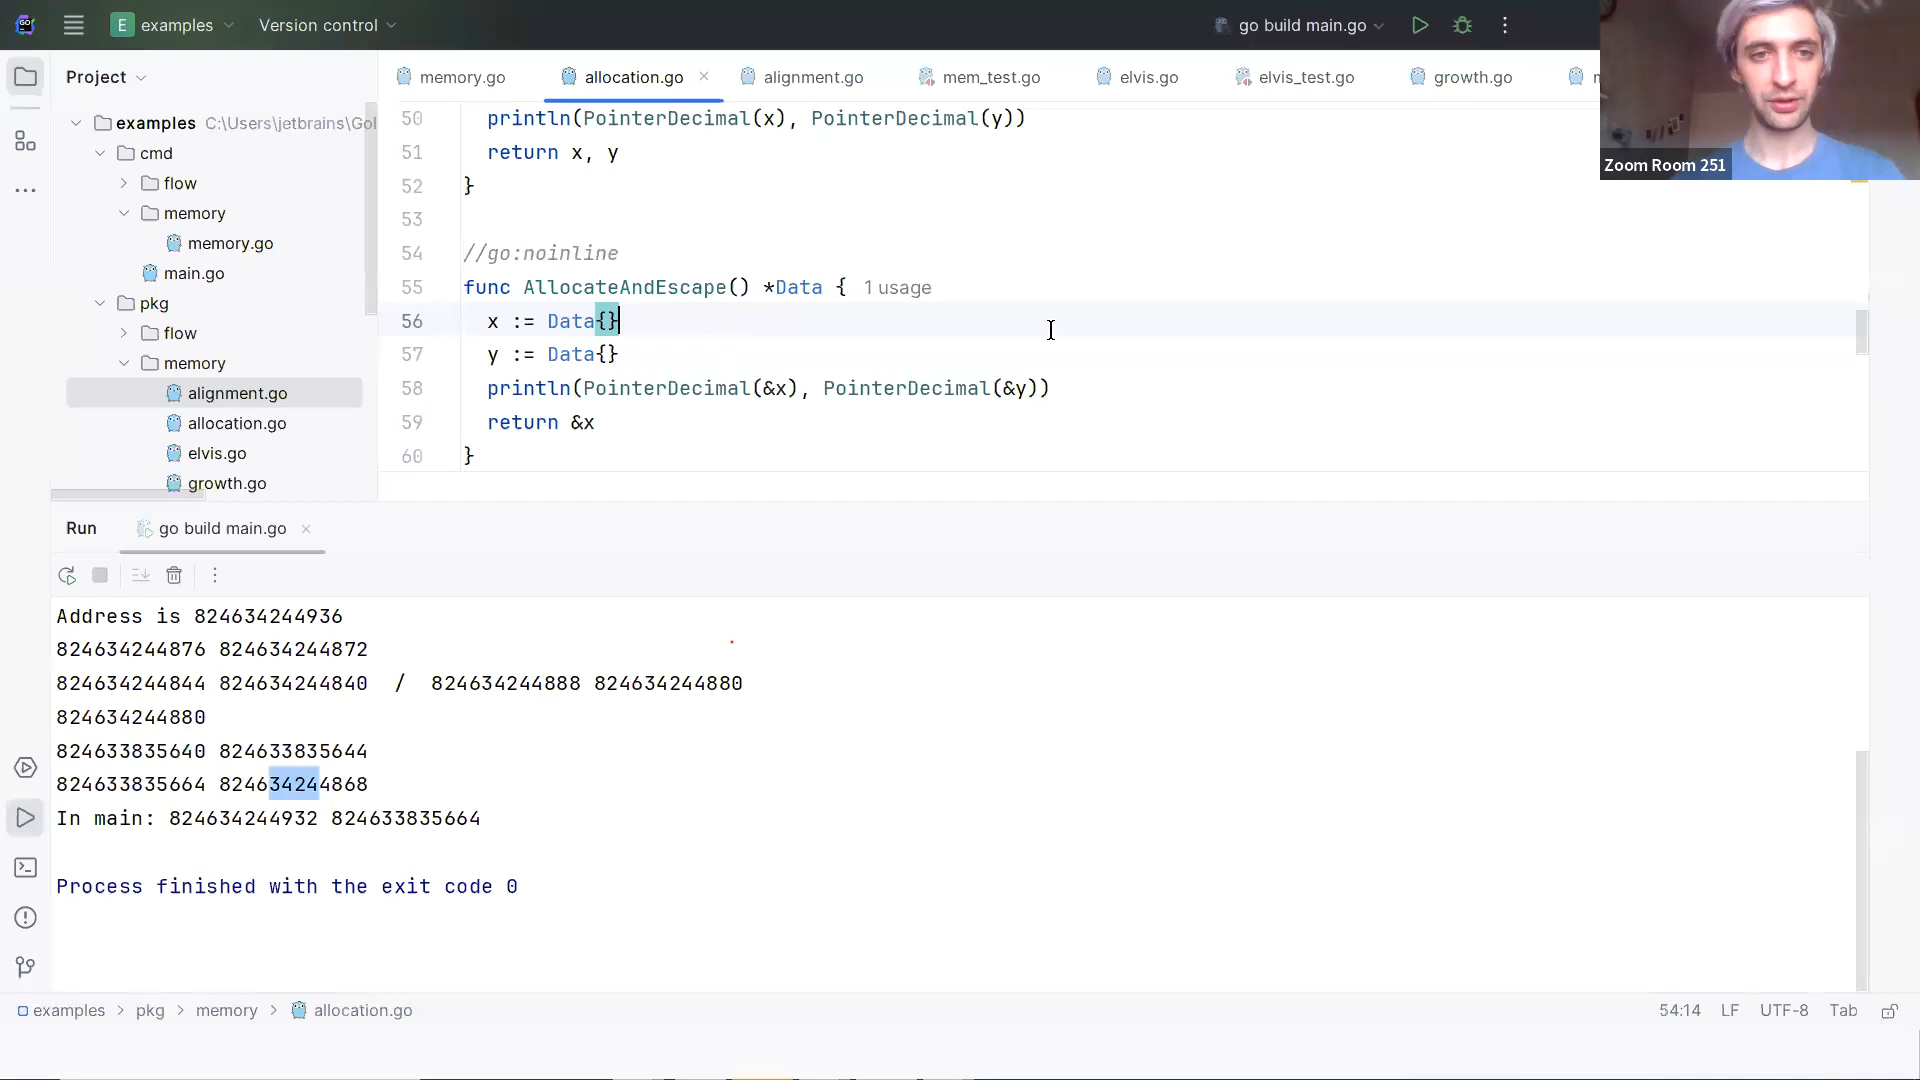 GO
E examples
Version control
go build main.go
Zoom Room 251
Project
memory.go
allocation.go
alignment.go
mem_test.go
elvis.go
elvis_test.go
growth.go
examples C:\Users\jetbrains\Gol
cmd
flow
memory
memory.go
main.go
pkg
flow
memory
alignment.go
allocation.go
elvis.go
growth.go
50 println(PointerDecimal(x), PointerDecimal(y))
51 return x, y
52 }
53
54 //go:noinline
55 func AllocateAndEscape() *Data { 1 usage
56 x := Data{}
57 y := Data{}
58 println(PointerDecimal(&x), PointerDecimal(&y))
59 return &x
60 }
Run go build main.go
Address is 824634244936
824634244876 824634244872
824634244844 824634244840 / 824634244888 824634244880
824634244880
824633835640 824633835644
824633835664 824634244868
In main: 824634244932 824633835664
Process finished with the exit code 0
examples > pkg > memory > allocation.go
54:14 LF UTF-8 Tab